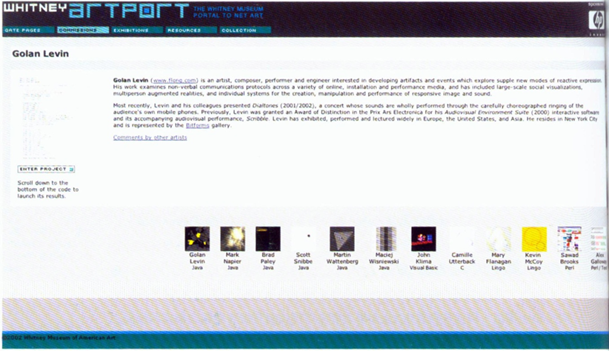 WHITNEY ARTPORT THE WHITNEY MUSEUM
PORTAL TO NET ART
GATE PAGES COMMISSIONS EXHIBITIONS RESOURCES COLLECTION
Golan Levin
Golan Levin (www.flong.com) is an artist, composer, performer and engineer interested in developing artifacts and events which explore supple new modes of reactive expression.
His work examines non-verbal communications protocols across a variety of online, installation and performance media, and has included large-scale social visualizations,
multiperson augmented realities, and individual systems for the creation, manipulation and performance of responsive image and sound.
Most recently, Levin and his colleagues presented Dialtones (2001/2002), a concert whose sounds are wholly performed through the carefully choreographed ringing of the
audience's own mobile phones. Previously, Levin was granted an Award of Distinction in the Prix Ars Electronica for his Audiovisual Environment Suite (2000) interactive software
and its accompanying audiovisual performance, Scribble. Levin has exhibited, performed and lectured widely in Europe, the United States, and Asia. He resides in New York City
and is represented by the Bitforms gallery.
Comments by other artists
ENTER PROJECT
Scroll down to the
bottom of the code to
launch its results.
Golan Levin Java
Mark Napier Java
Brad Paley Java
Scott Snibbe Java
Martin Wattenberg Java
Maciej Wisniewski Java
John Klima Visual Basic
Camille Utterback C
Mary Flanagan Lingo
Kevin McCoy Lingo
Sawad Brooks Perl
©2002 Whitney Museum of American Art